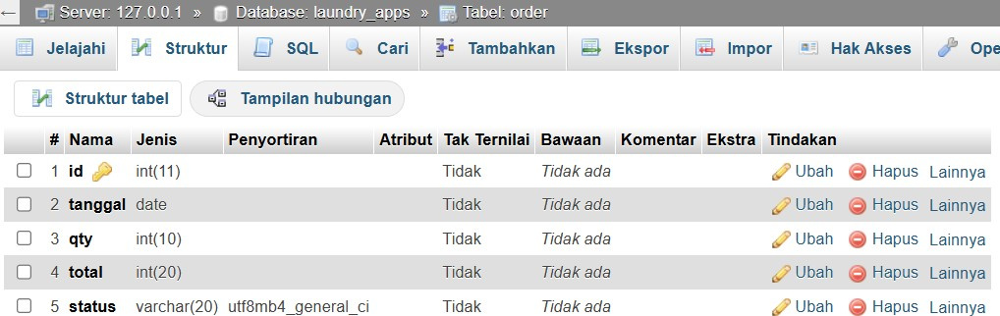 Server: 127.0.0.1 » Database: laundry_apps » Tabel: order
Jelajahi Struktur SQL Cari Tambahkan Ekspor Impor Hak Akses Ope
Struktur tabel Tampilan hubungan
# Nama Jenis Penyortiran Atribut Tak Ternilai Bawaan Komentar Ekstra Tindakan
1 id int(11) Tidak Tidak ada Ubah Hapus Lainnya
2 tanggal date Tidak Tidak ada Ubah Hapus Lainnya
3 qty int(10) Tidak Tidak ada Ubah Hapus Lainnya
4 total int(20) Tidak Tidak ada Ubah Hapus Lainnya
5 status varchar(20) utf8mb4_general_ci Tidak Tidak ada Ubah Hapus Lainnya